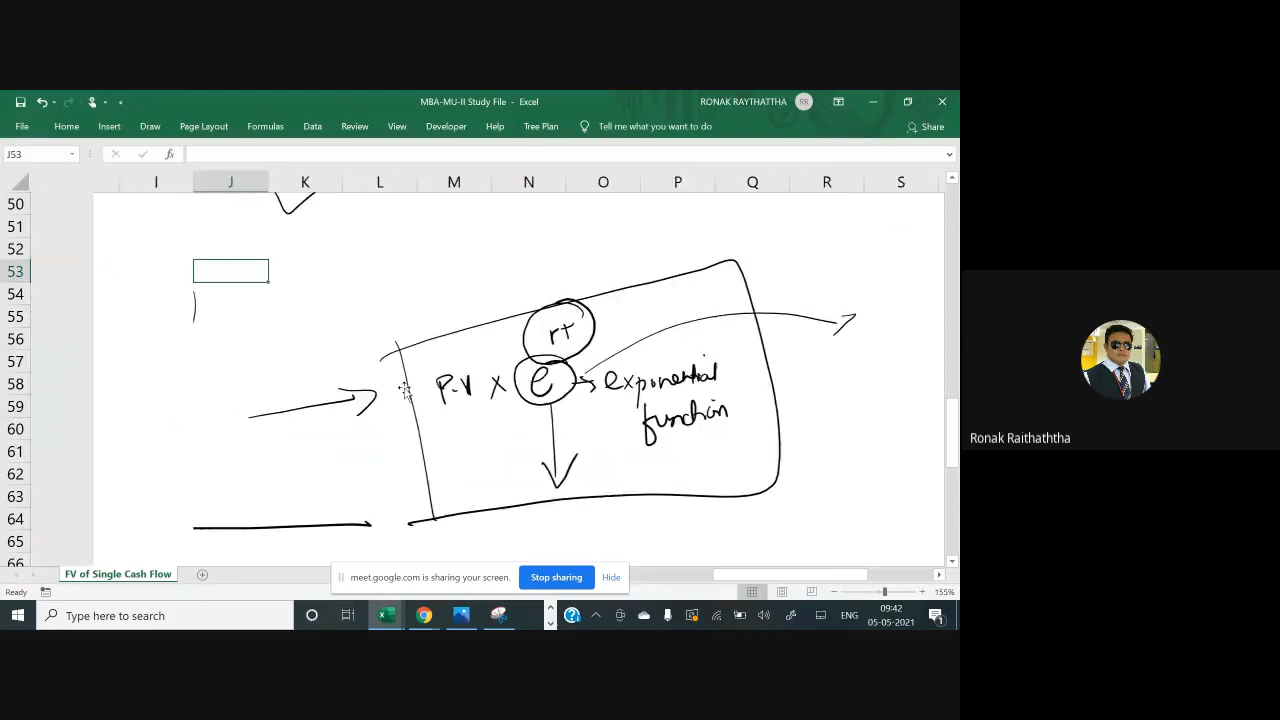 MBA-MU-II Study File - Excel
RONAK RAYTHATTHA
RR
File Home Insert Draw Page Layout Formulas Data Review View Developer Help Tree Plan Tell me what you want to do Share
J53
fx
I J K L M N O P Q R S
50
51
52
53
54
55
56
57
58
59
60
61
62
63
64
65
66
rt
P.V x e → exponential
function
FV of Single Cash Flow
meet.google.com is sharing your screen. Stop sharing Hide
Ready
155%
Type here to search
ENG
09:42
05-05-2021
1
Ronak Raithaththa